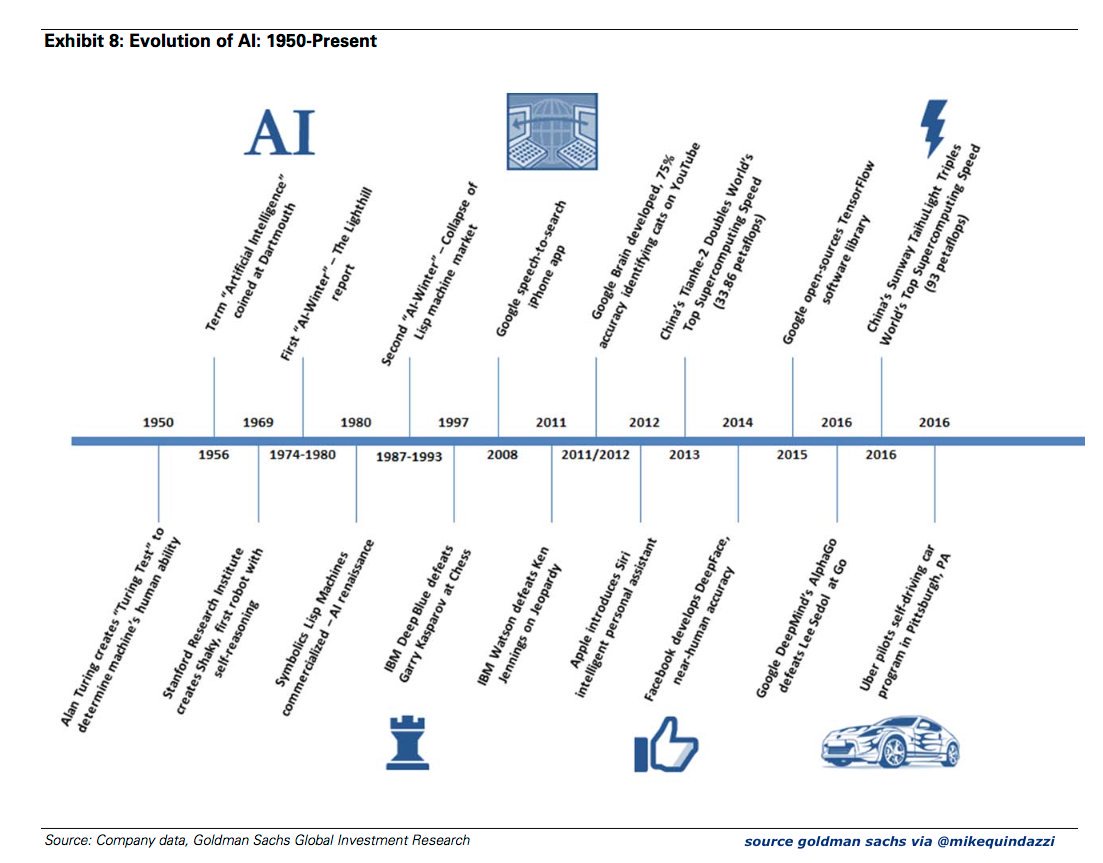 Exhibit 8: Evolution of AI: 1950-Present
AI
Term “Artificial Intelligence”
coined at Dartmouth
First “AI-Winter” – The Lighthill
report
Second “AI-Winter” – Collapse of
Lisp machine market
Google speech-to-search
iPhone app
Google Brain developed, 75%
accuracy identifying cats on YouTube
China’s Tianhe-2 Doubles World’s
Top Supercomputing Speed
(33.86 petaflops)
Google open-sources TensorFlow
software library
China’s Sunway TaihuLight Triples
World’s Top Supercomputing Speed
(93 petaflops)
1950 1969 1980 1997 2011 2012 2014 2016 2016
1956 1974-1980 1987-1993 2008 2011/2012 2013 2015 2016
Alan Turing creates “Turing Test” to
determine machine’s human ability
Stanford Research Institute
creates Shaky, first robot with
self-reasoning
Symbolics Lisp Machines
commercialized – AI renaissance
IBM Deep Blue defeats
Garry Kasparov at Chess
IBM Watson defeats Ken
Jennings on Jeopardy
Apple introduces Siri
intelligent personal assistant
Facebook develops DeepFace,
near-human accuracy
Google DeepMind’s AlphaGo
defeats Lee Sedol at Go
Uber pilots self-driving car
program in Pittsburgh, PA
Source: Company data, Goldman Sachs Global Investment Research
source goldman sachs via @mikequindazzi